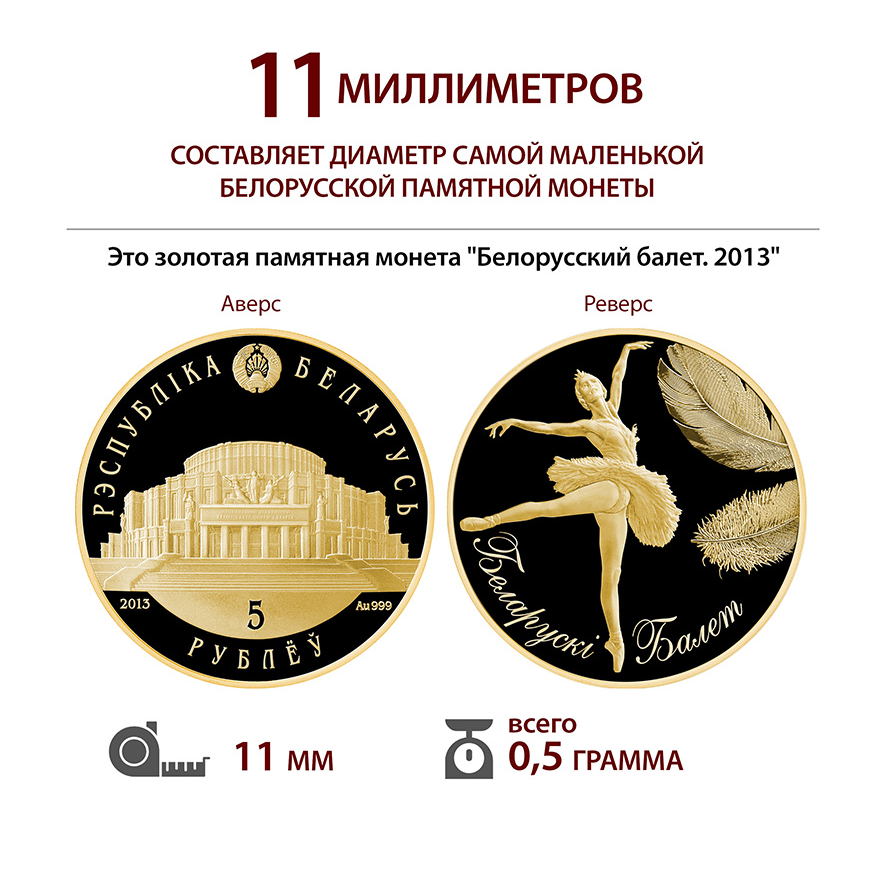 11 МИЛЛИМЕТРОВ
СОСТАВЛЯЕТ ДИАМЕТР САМОЙ МАЛЕНЬКОЙ
БЕЛОРУССКОЙ ПАМЯТНОЙ МОНЕТЫ
Это золотая памятная монета "Белорусский балет. 2013"
Аверс
Реверс
РЭСПУБЛІКА БЕЛАРУСЬ
2013
5
Au 999
РУБЛЁЎ
Беларускі Балет
11 ММ
всего
0,5 ГРАММА